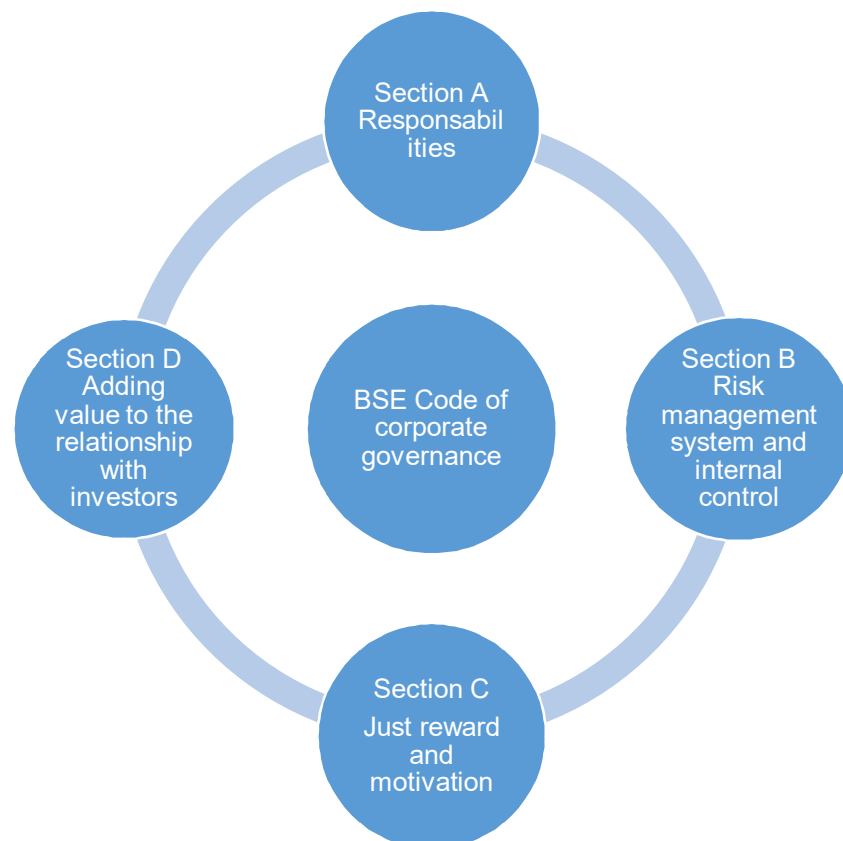 Section A
Responsabil
ities
Section D
Adding
value to the
relationship
with
investors
BSE Code of
corporate
governance
Section B
Risk
management
system and
internal
control
Section C
Just reward
and
motivation